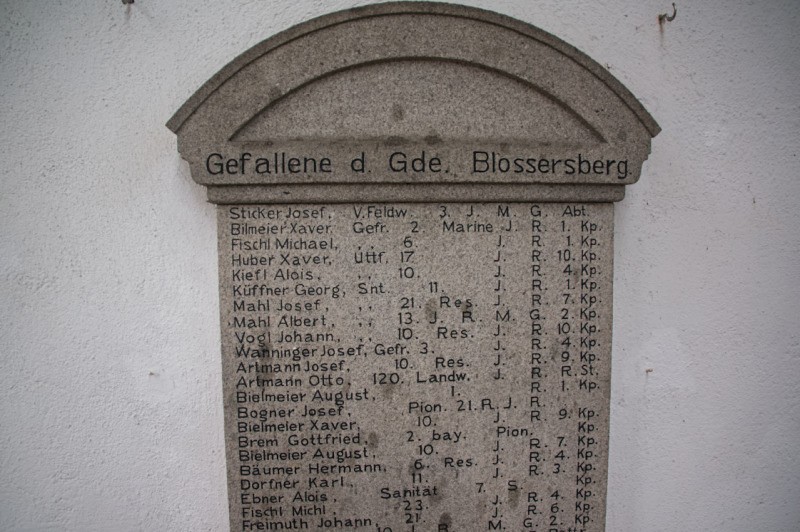 Gefallene d. Gde. Blossersberg.
Sticker Josef, V. Feldw. 3. J. M. G. Abt.
Bilmeier Xaver, Gefr. 2. Marine J. R. 1. Kp.
Fischl Michael, ,, 6. J. R. 1. Kp.
Huber Xaver, Uttf. 17. J. R. 10. Kp.
Kiefl Alois, ,, 10. J. R. 4. Kp.
Küffner Georg, Snt. 11. J. R. 1. Kp.
Mahl Josef, ,, 21. Res. J. R. 7. Kp.
Mahl Albert, ,, 13. J. R. M. G. 2. Kp.
Vogl Johann, ,, 10. Res. J. R. 10. Kp.
Wanninger Josef, Gefr. 3. J. R. 4. Kp.
Artmann Josef, 10. Res. J. R. 9. Kp.
Artmann Otto, 120. Landw. J. R. R. St.
Bielmeier August, 1. R. 1. Kp.
Bogner Josef, Pion. 21. R. J. R.
Bielmeier Xaver, 10. J. R. 9. Kp.
Brem Gottfried, 2. bay. Pion. Kp.
Bielmeier August, 10. J. R. 7. Kp.
Bäumer Hermann, 6. Res. J. R. 4. Kp.
Dorfner Karl, 11. J. R. 3. Kp.
Ebner Alois, Sanität 7. S. Kp.
Fischl Michl, 23. J. R. 4. Kp.
Freimuth Johann, 21. J. R. 6. Kp.
M. G. 2. Kp.